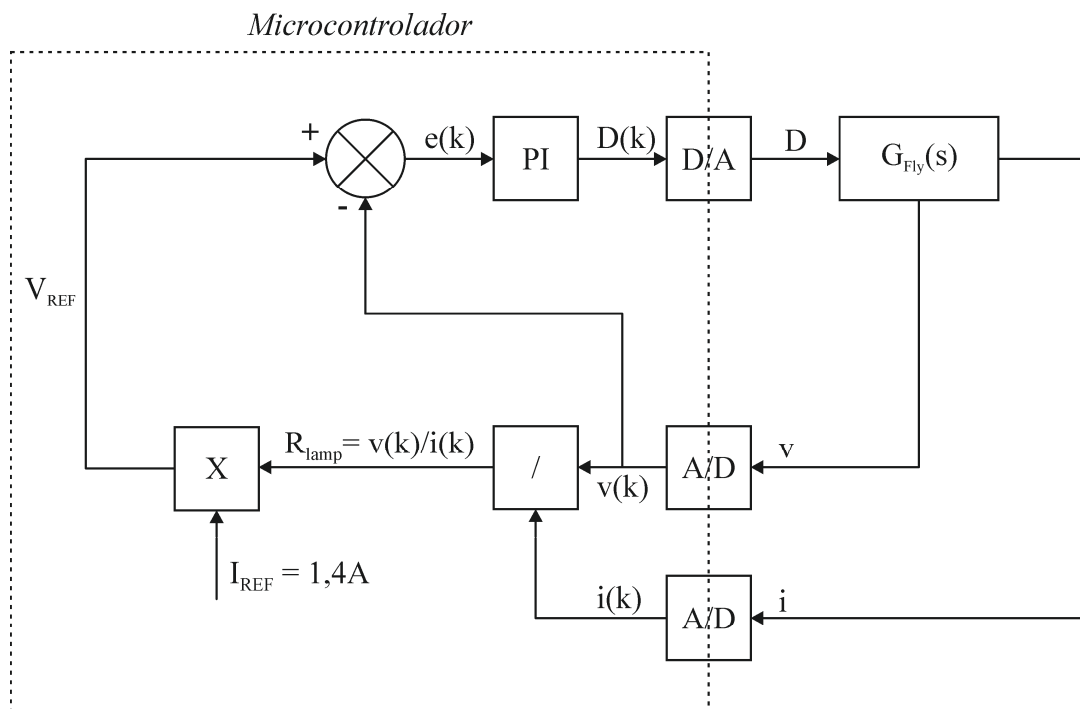 Microcontrolador
+
e(k)
PI
D(k)
D/A
D
G_Fly(s)
-
V_REF
X
R_lamp= v(k)/i(k)
/
v(k)
A/D
v
I_REF = 1,4A
i(k)
A/D
i